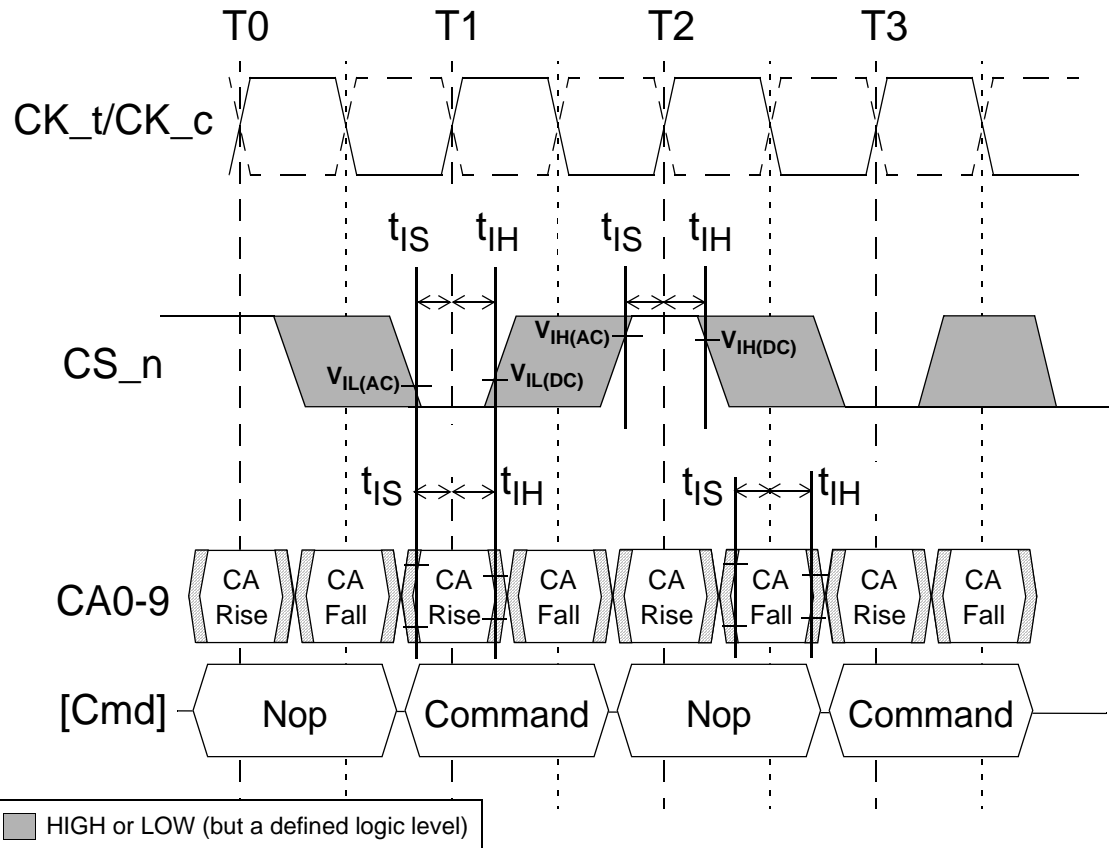 T0 T1 T2 T3
CK_t/CK_c
tIS tIH tIS tIH
CS_n
VIL(AC) VIL(DC) VIH(AC) VIH(DC)
tIS tIH tIS tIH
CA0-9
CA Rise CA Fall CA Rise CA Fall CA Rise CA Fall CA Rise CA Fall
[Cmd] Nop Command Nop Command
HIGH or LOW (but a defined logic level)